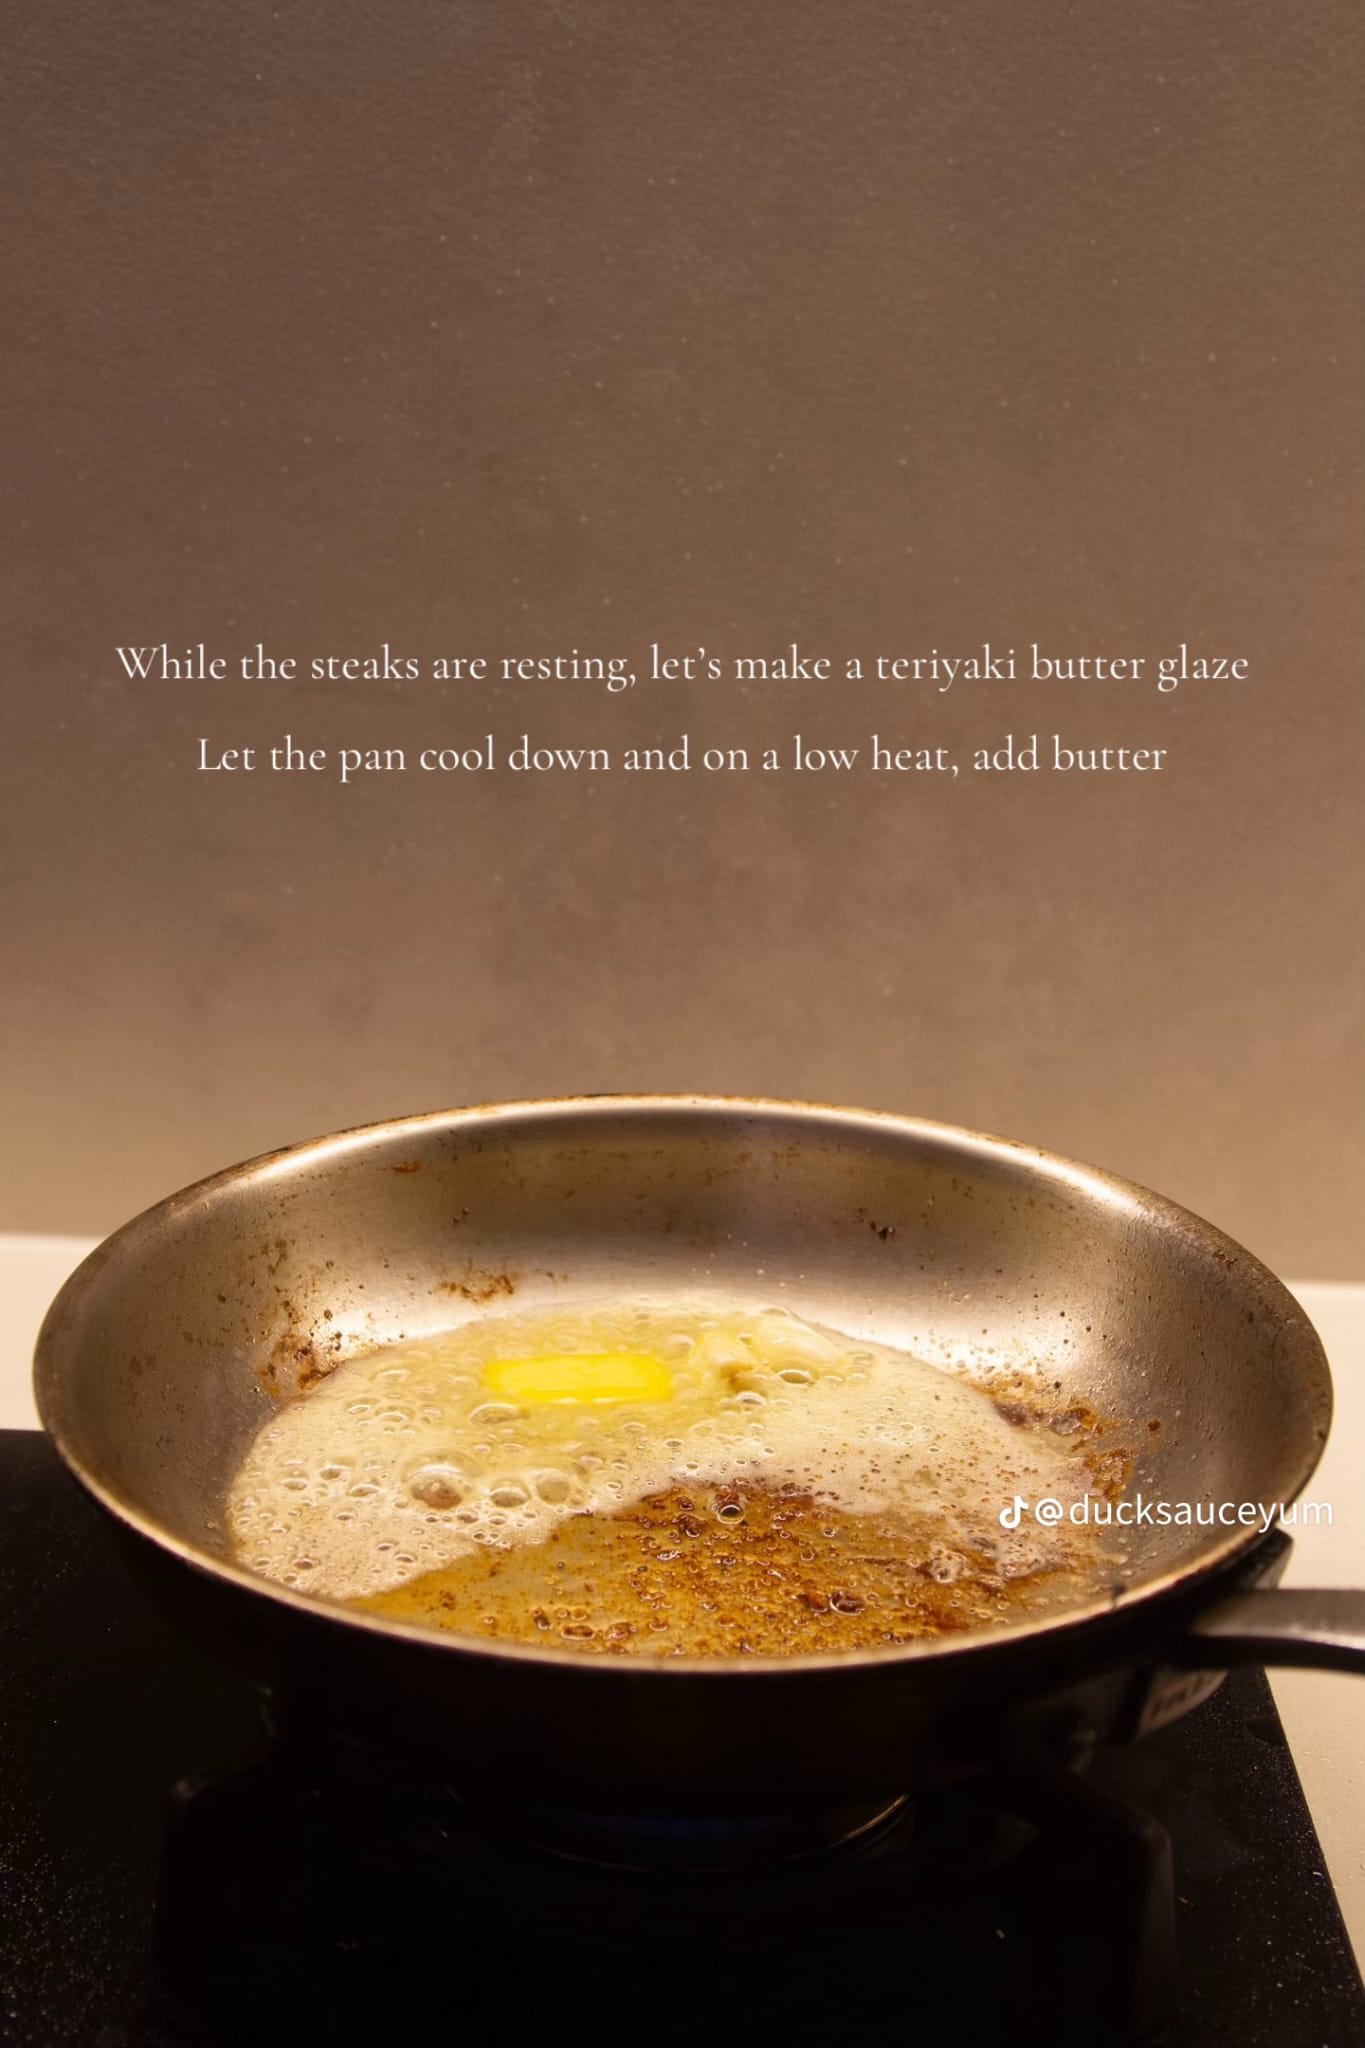 While the steaks are resting, let’s make a teriyaki butter glaze
Let the pan cool down and on a low heat, add butter
@ducksauceyum